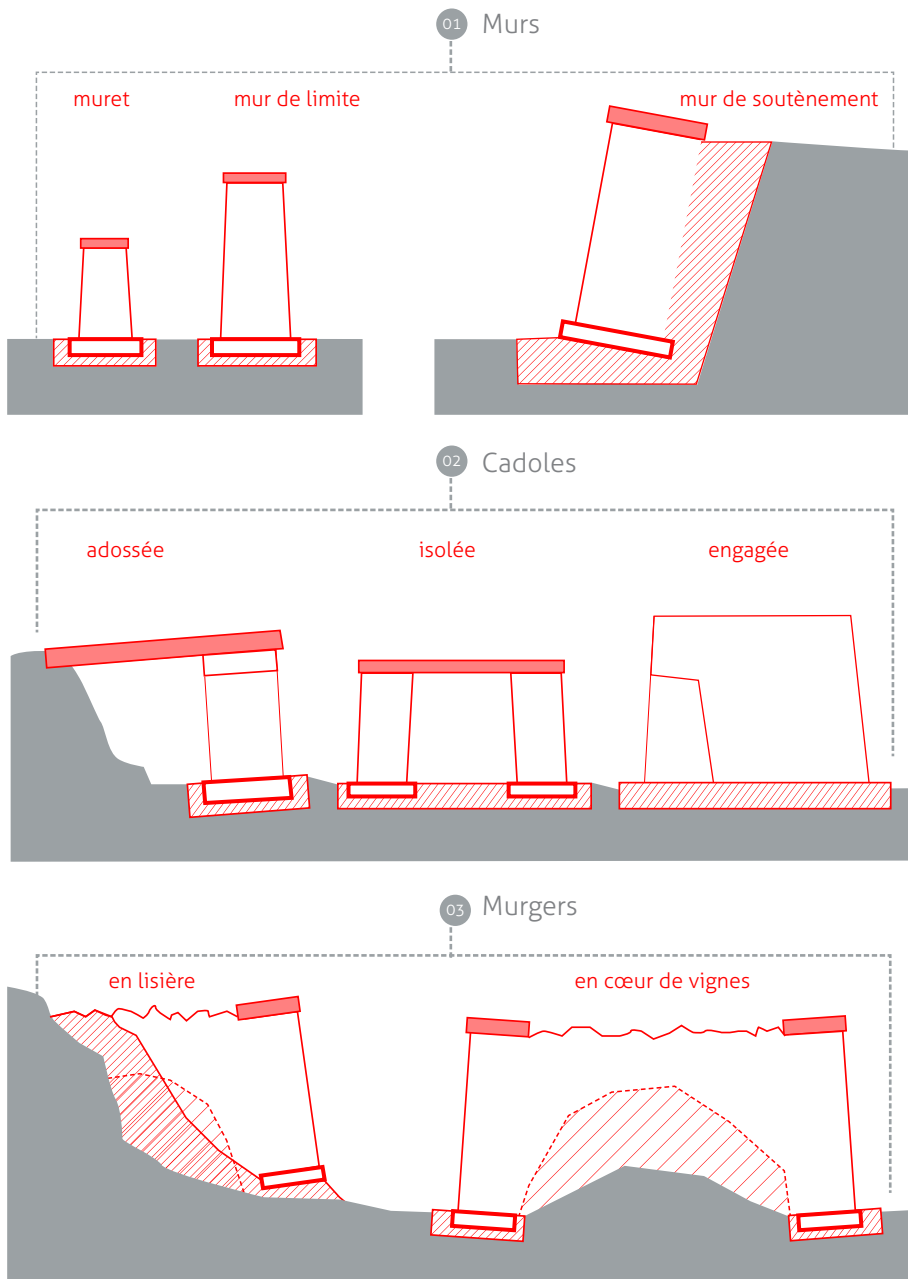 01 Murs
muret mur de limite mur de soutènement
02 Cadoles
adossée isolée engagée
03 Murgers
en lisière en cœur de vignes